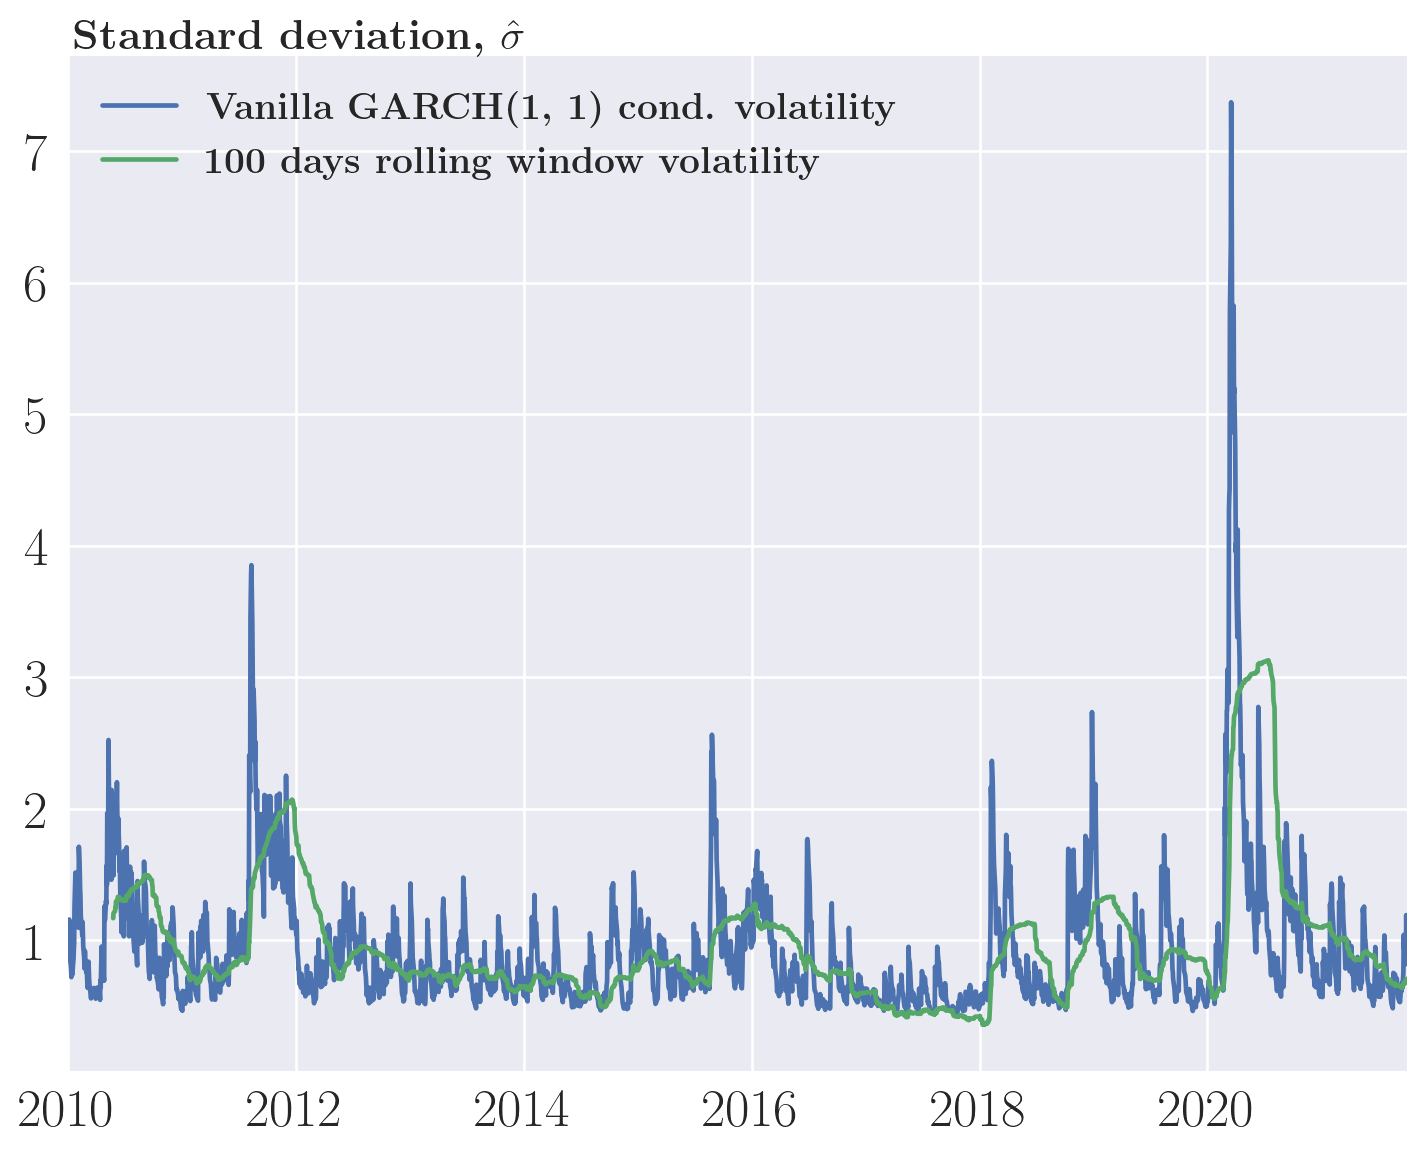 Standard deviation, σ̂
Vanilla GARCH(1, 1) cond. volatility
100 days rolling window volatility
7
6
5
4
3
2
1
2010 2012 2014 2016 2018 2020